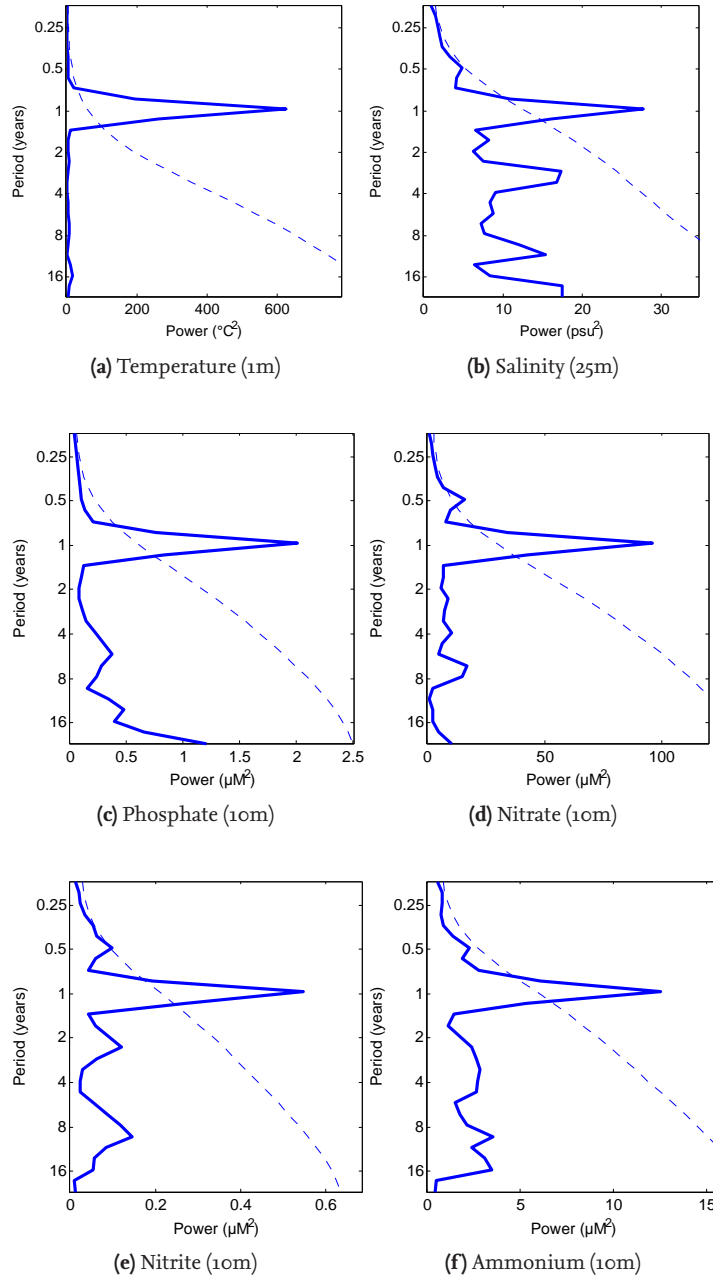 0.25
0.5
1
2
4
8
16
Period (years)
0 200 400 600
Power (°C²)
(a) Temperature (1m)
0.25
0.5
1
2
4
8
16
Period (years)
0 10 20 30
Power (psu²)
(b) Salinity (25m)
0.25
0.5
1
2
4
8
16
Period (years)
0 0.5 1 1.5 2 2.5
Power (µM²)
(c) Phosphate (10m)
0.25
0.5
1
2
4
8
16
Period (years)
0 50 100
Power (µM²)
(d) Nitrate (10m)
0.25
0.5
1
2
4
8
16
Period (years)
0 0.2 0.4 0.6
Power (µM²)
(e) Nitrite (10m)
0.25
0.5
1
2
4
8
16
Period (years)
0 5 10 15
Power (µM²)
(f) Ammonium (10m)